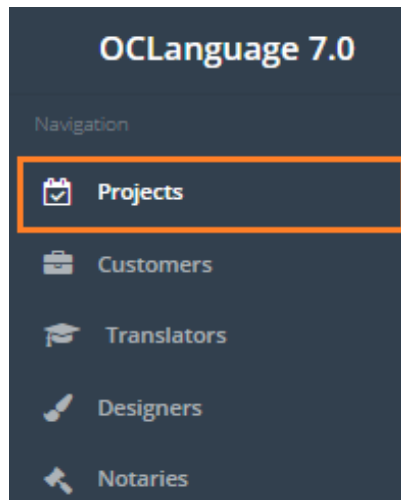 OCLanguage 7.0
Navigation
Projects
Customers
Translators
Designers
Notaries